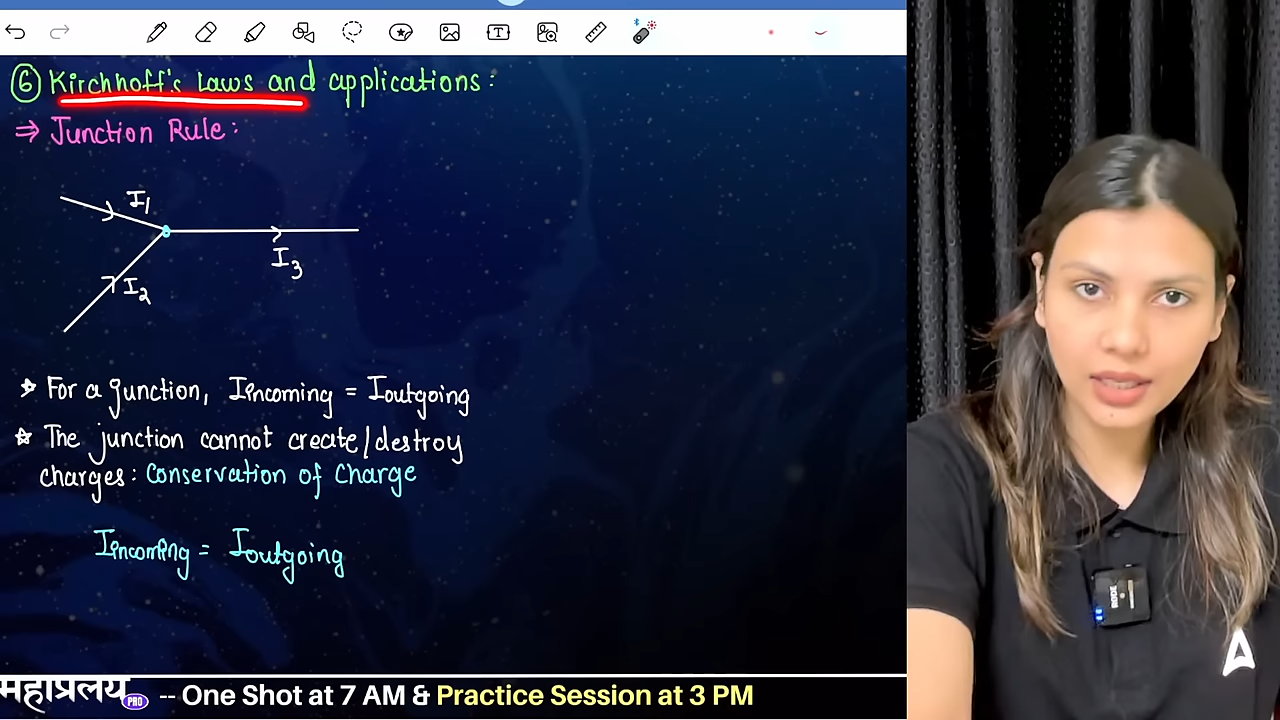 ⑥ Kirchhoff's Laws and applications:
⇒ Junction Rule:
I₁
I₃
I₂
For a junction, Iincoming = Ioutgoing
The junction cannot create/destroy
charges: Conservation of Charge
Iincoming = Ioutgoing
महाप्रलय PRO -- One Shot at 7 AM & Practice Session at 3 PM
RODE